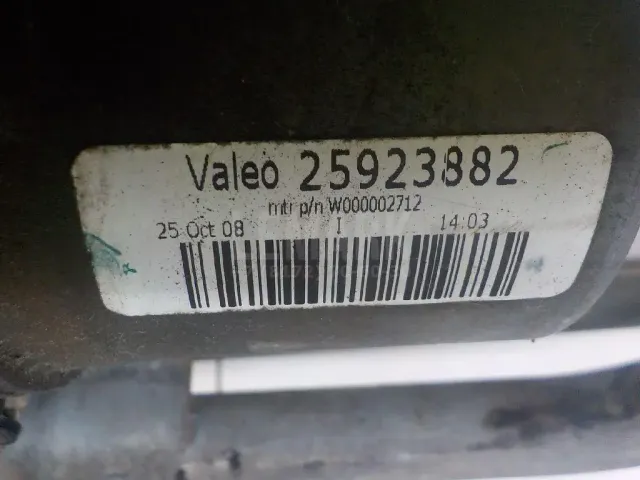 Valeo 25923882
mtr p/n W000002712
25 Oct 08 I 14:03